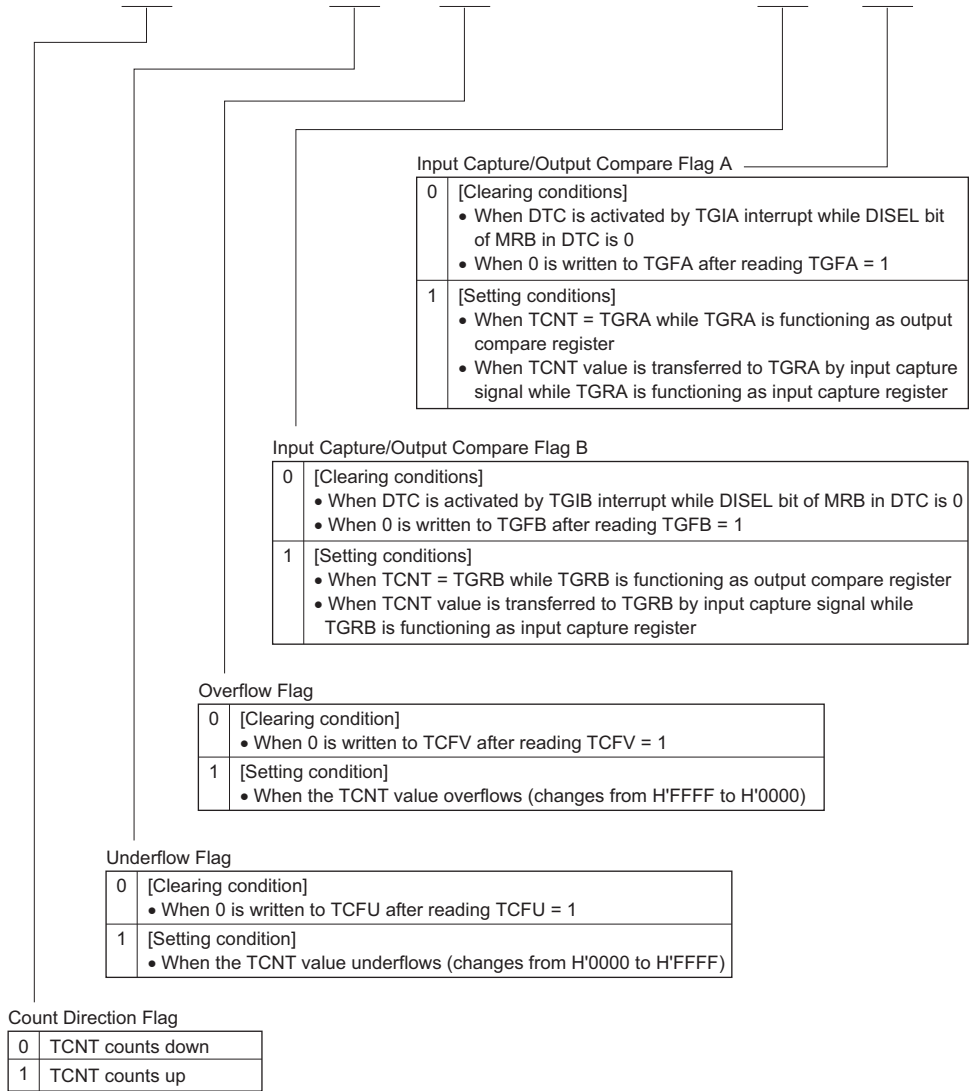 Input Capture/Output Compare Flag A
0 [Clearing conditions]
• When DTC is activated by TGIA interrupt while DISEL bit
of MRB in DTC is 0
• When 0 is written to TGFA after reading TGFA = 1
1 [Setting conditions]
• When TCNT = TGRA while TGRA is functioning as output
compare register
• When TCNT value is transferred to TGRA by input capture
signal while TGRA is functioning as input capture register
Input Capture/Output Compare Flag B
0 [Clearing conditions]
• When DTC is activated by TGIB interrupt while DISEL bit of MRB in DTC is 0
• When 0 is written to TGFB after reading TGFB = 1
1 [Setting conditions]
• When TCNT = TGRB while TGRB is functioning as output compare register
• When TCNT value is transferred to TGRB by input capture signal while
TGRB is functioning as input capture register
Overflow Flag
0 [Clearing condition]
• When 0 is written to TCFV after reading TCFV = 1
1 [Setting condition]
• When the TCNT value overflows (changes from H'FFFF to H'0000)
Underflow Flag
0 [Clearing condition]
• When 0 is written to TCFU after reading TCFU = 1
1 [Setting condition]
• When the TCNT value underflows (changes from H'0000 to H'FFFF)
Count Direction Flag
0 TCNT counts down
1 TCNT counts up